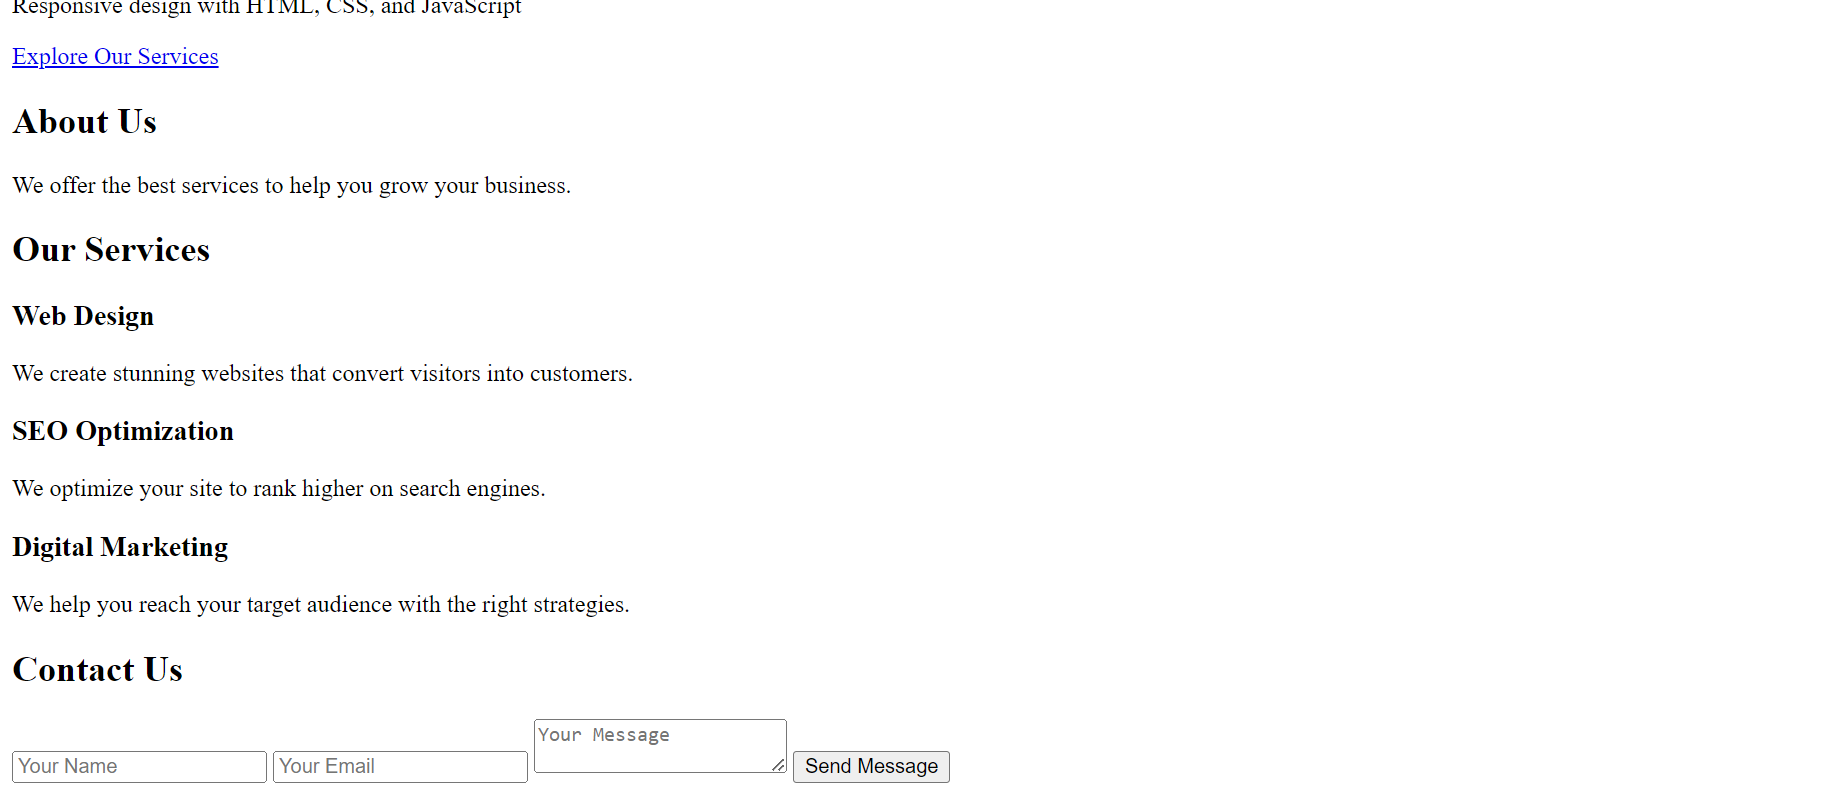 Responsive design with HTML, CSS, and JavaScript
Explore Our Services
About Us
We offer the best services to help you grow your business.
Our Services
Web Design
We create stunning websites that convert visitors into customers.
SEO Optimization
We optimize your site to rank higher on search engines.
Digital Marketing
We help you reach your target audience with the right strategies.
Contact Us
Your Name Your Email Your Message Send Message